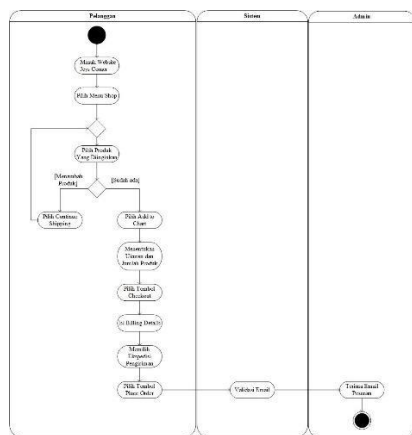 Pelanggan
Sistem
Admin
Masuk Website
Pilih Menu Shop
Pilih Produk
Yang Diinginkan
[Menambah
Produk]
[Sudah ada]
Pilih Continue
Shipping
Pilih Add to
Chart
Menentukan
Ukuran dan
Jumlah Produk
Pilih Tombol
Checkout
Isi Billing Details
Memilih
Ekspedisi
Pengiriman
Pilih Tombol
Place Order
Validasi Email
Terima Email
Pesanan